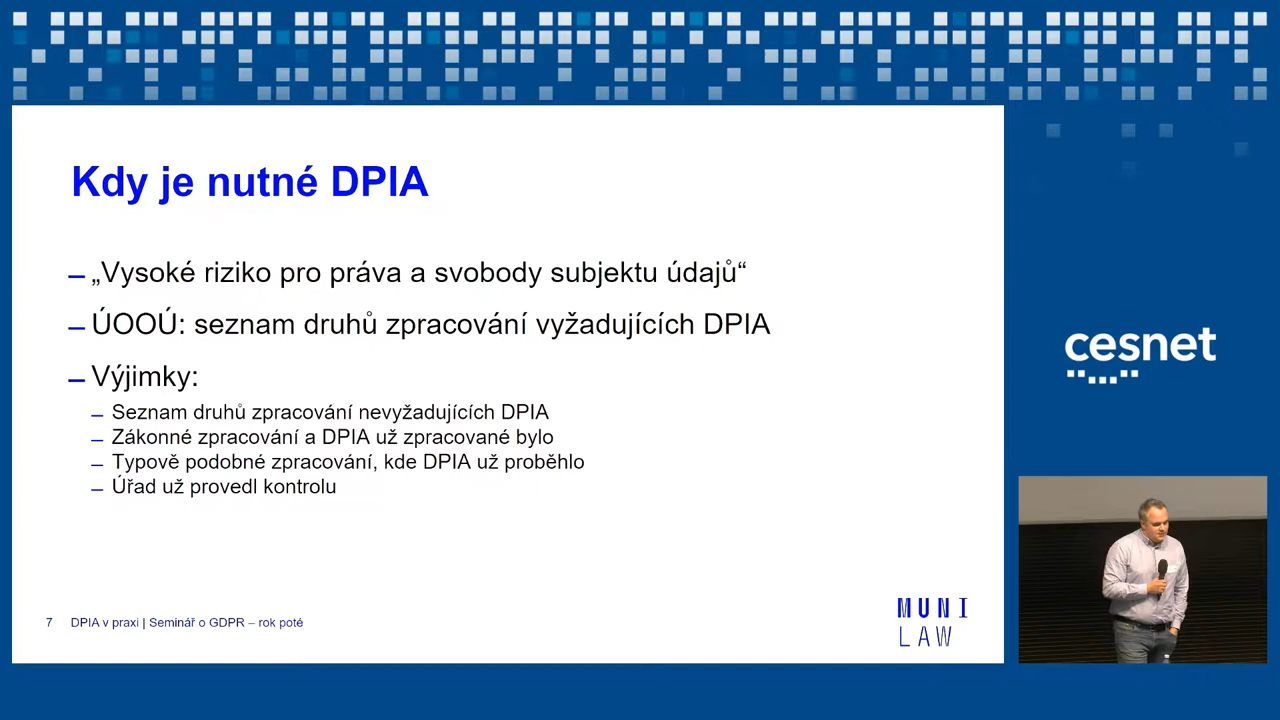 Kdy je nutné DPIA
– „Vysoké riziko pro práva a svobody subjektu údajů“
– ÚOOÚ: seznam druhů zpracování vyžadujících DPIA
– Výjimky:
– Seznam druhů zpracování nevyžadujících DPIA
– Zákonné zpracování a DPIA už zpracované bylo
– Typově podobné zpracování, kde DPIA už proběhlo
– Úřad už provedl kontrolu
7 DPIA v praxi | Seminář o GDPR – rok poté
MUNI
LAW
cesnet